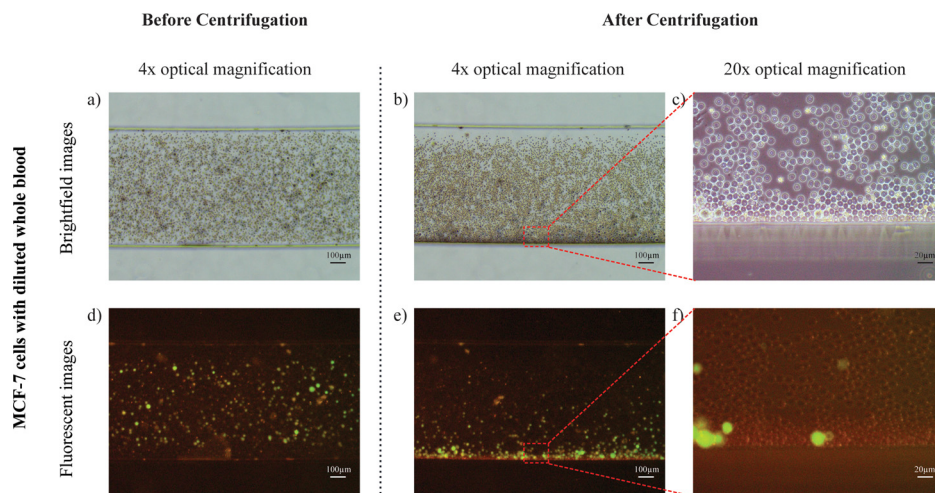 Before Centrifugation
After Centrifugation
4x optical magnification
4x optical magnification
20x optical magnification
MCF-7 cells with diluted whole blood
Brightfield images
a)
100µm
b)
100µm
c)
20µm
Fluorescent images
d)
100µm
e)
100µm
f)
20µm